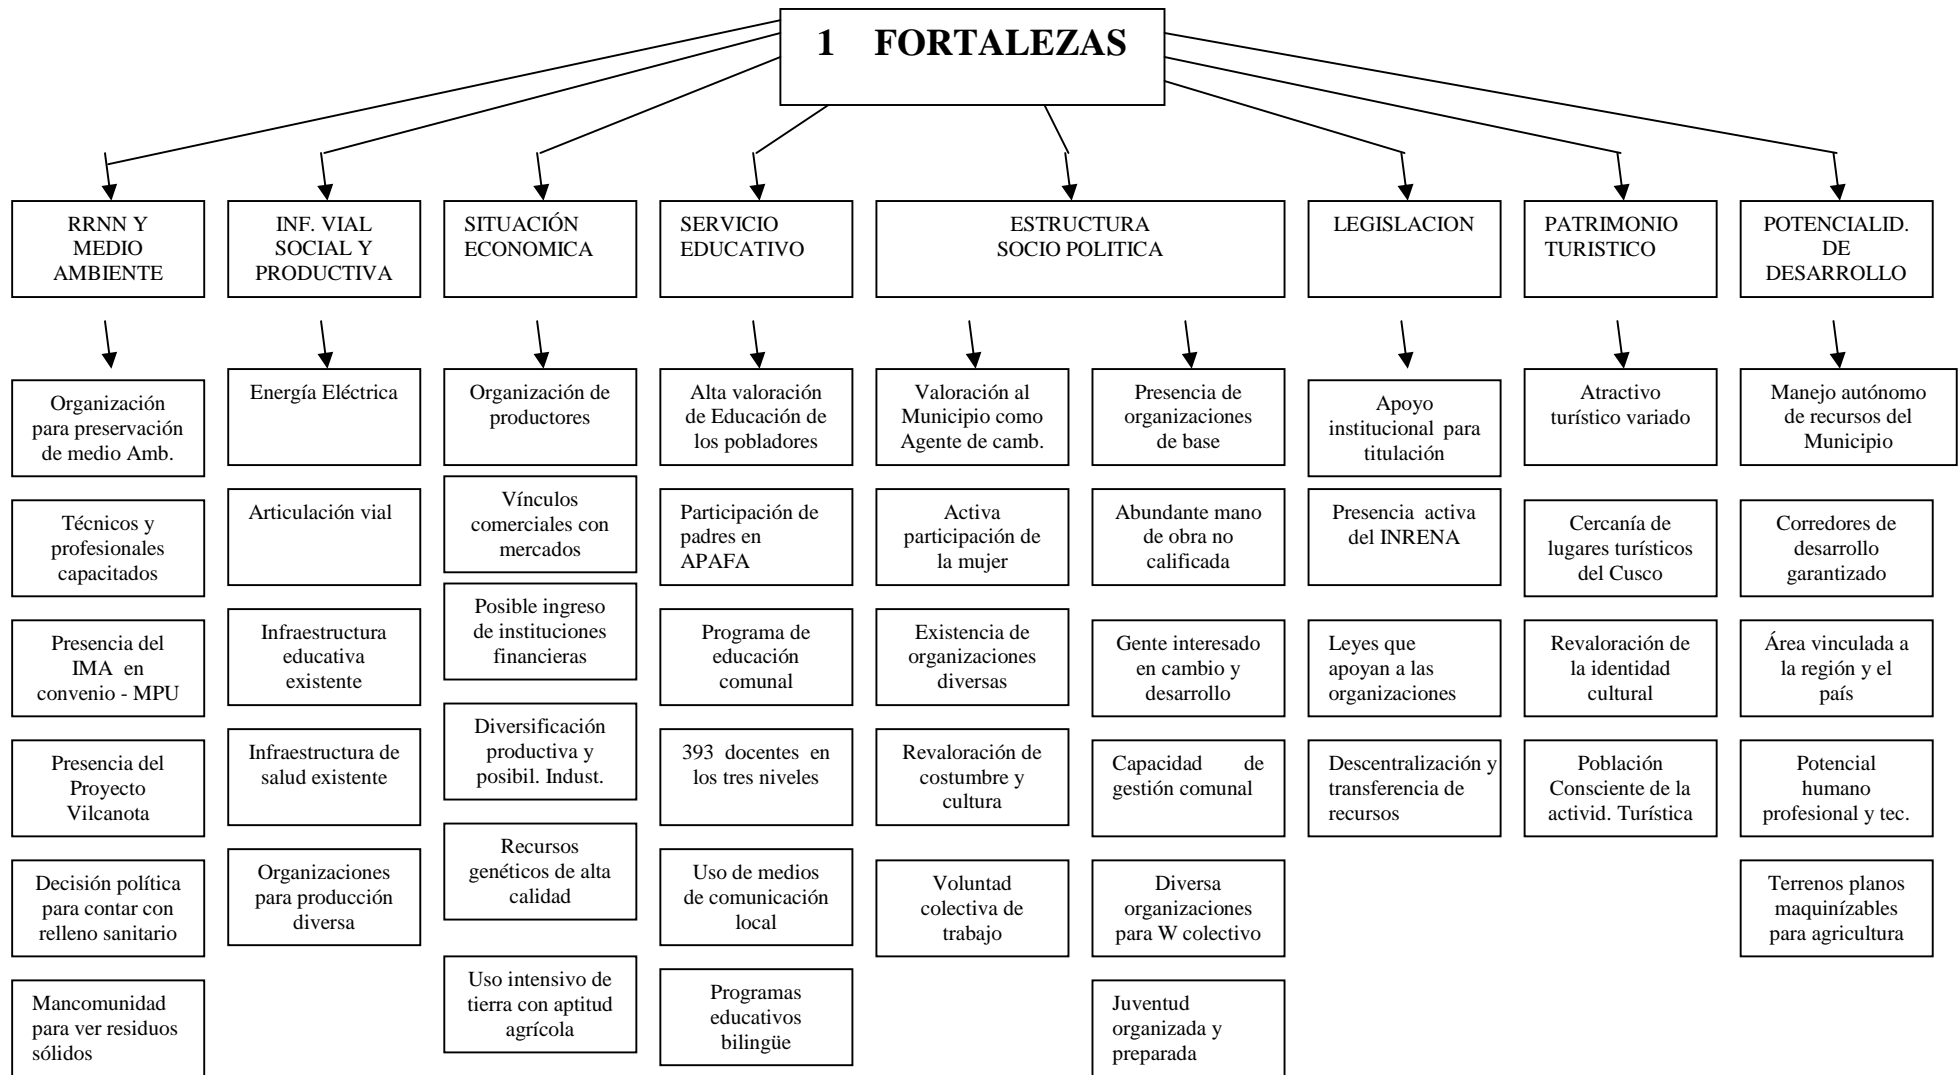 1 FORTALEZAS
RRNN Y
MEDIO
AMBIENTE
INF. VIAL
SOCIAL Y
PRODUCTIVA
SITUACIÓN
ECONOMICA
SERVICIO
EDUCATIVO
ESTRUCTURA
SOCIO POLITICA
LEGISLACION
PATRIMONIO
TURISTICO
POTENCIALID.
DE
DESARROLLO
Organización
para preservación
de medio Amb.
Técnicos y
profesionales
capacitados
Presencia del
IMA en
convenio - MPU
Presencia del
Proyecto
Vilcanota
Decisión política
para contar con
relleno sanitario
Mancomunidad
para ver residuos
sólidos
Energía Eléctrica
Articulación vial
Infraestructura
educativa
existente
Infraestructura de
salud existente
Organizaciones
para producción
diversa
Organización de
productores
Vínculos
comerciales con
mercados
Posible ingreso
de instituciones
financieras
Diversificación
productiva y
posibil. Indust.
Recursos
genéticos de alta
calidad
Uso intensivo de
tierra con aptitud
agrícola
Alta valoración
de Educación de
los pobladores
Participación de
padres en
APAFA
Programa de
educación
comunal
393 docentes en
los tres niveles
Uso de medios
de comunicación
local
Programas
educativos
bilingüe
Valoración al
Municipio como
Agente de camb.
Activa
participación de
la mujer
Existencia de
organizaciones
diversas
Revaloración de
costumbre y
cultura
Voluntad
colectiva de
trabajo
Presencia de
organizaciones
de base
Abundante mano
de obra no
calificada
Gente interesado
en cambio y
desarrollo
Capacidad de
gestión comunal
Diversa
organizaciones
para W colectivo
Juventud
organizada y
preparada
Apoyo
institucional para
titulación
Presencia activa
del INRENA
Leyes que
apoyan a las
organizaciones
Descentralización y
transferencia de
recursos
Atractivo
turístico variado
Cercanía de
lugares turísticos
del Cusco
Revaloración de
la identidad
cultural
Población
Consciente de la
activid. Turística
Manejo autónomo
de recursos del
Municipio
Corredores de
desarrollo
garantizado
Área vinculada a
la región y el
país
Potencial
humano
profesional y tec.
Terrenos planos
maquinízables
para agricultura